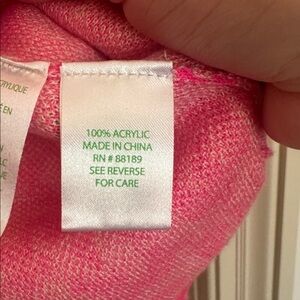 100% ACRYLIC
MADE IN CHINA
RN # 88189
SEE REVERSE
FOR CARE